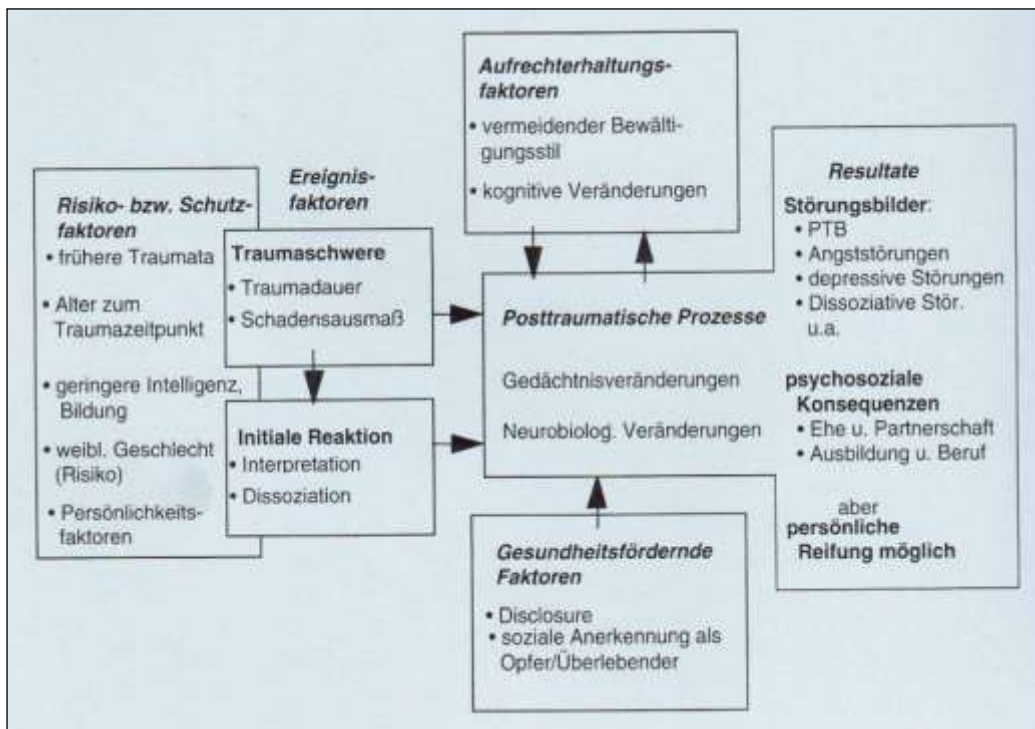 Risiko- bzw. Schutz-
faktoren
• frühere Traumata
• Alter zum
Traumazeitpunkt
• geringere Intelligenz,
Bildung
• weibl. Geschlecht
(Risiko)
• Persönlichkeits-
faktoren
Ereignis-
faktoren
Traumaschwere
• Traumadauer
• Schadensausmaß
Initiale Reaktion
• Interpretation
• Dissoziation
Aufrechterhaltungs-
faktoren
• vermeidender Bewälti-
gungsstil
• kognitive Veränderungen
Posttraumatische Prozesse
Gedächtnisveränderungen
Neurobiolog. Veränderungen
Gesundheitsfördernde
Faktoren
• Disclosure
• soziale Anerkennung als
Opfer/Überlebender
Resultate
Störungsbilder:
• PTB
• Angststörungen
• depressive Störungen
• Dissoziative Stör.
u.a.
psychosoziale
Konsequenzen
• Ehe u. Partnerschaft
• Ausbildung u. Beruf
aber
persönliche
Reifung möglich